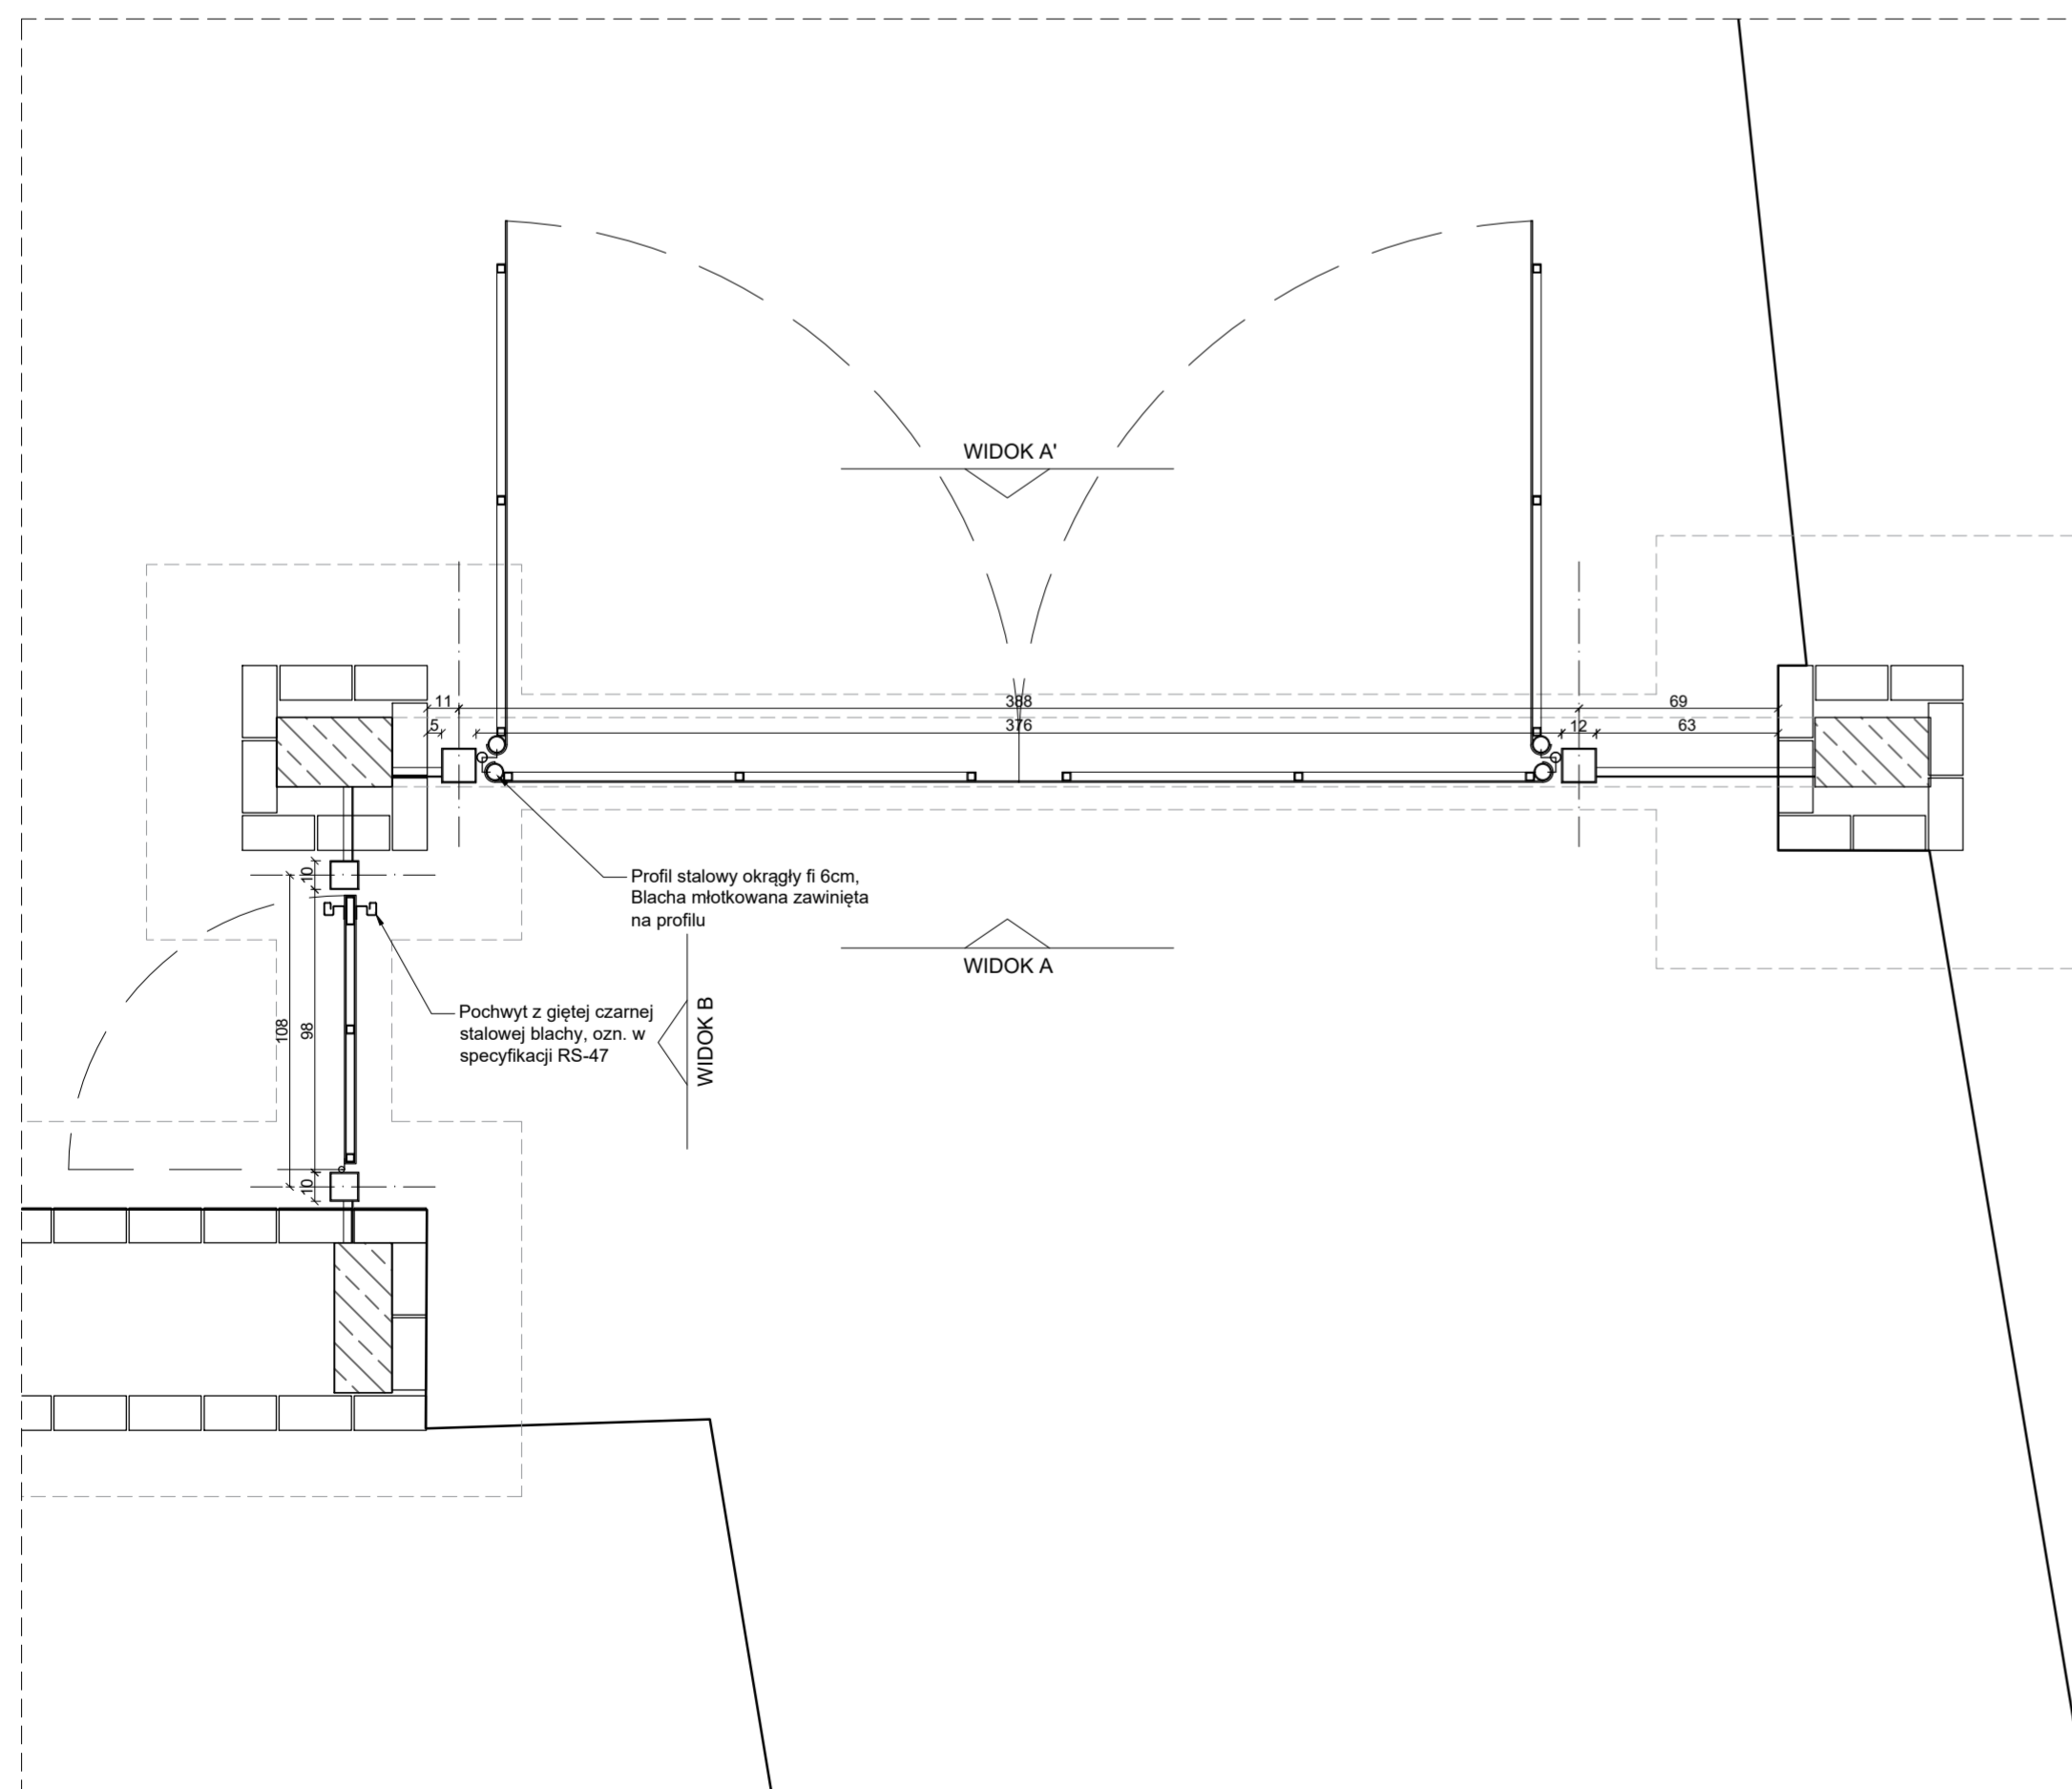 WIDOK A'
11
388
69
5
376
12
63
10
Profil stalowy okrągły fi 6cm,
Blacha młotkowana zawinięta
na profilu
WIDOK A
Pochwyt z giętej czarnej
stalowej blachy, ozn. w
specyfikacji RS-47
WIDOK B
108
98
10